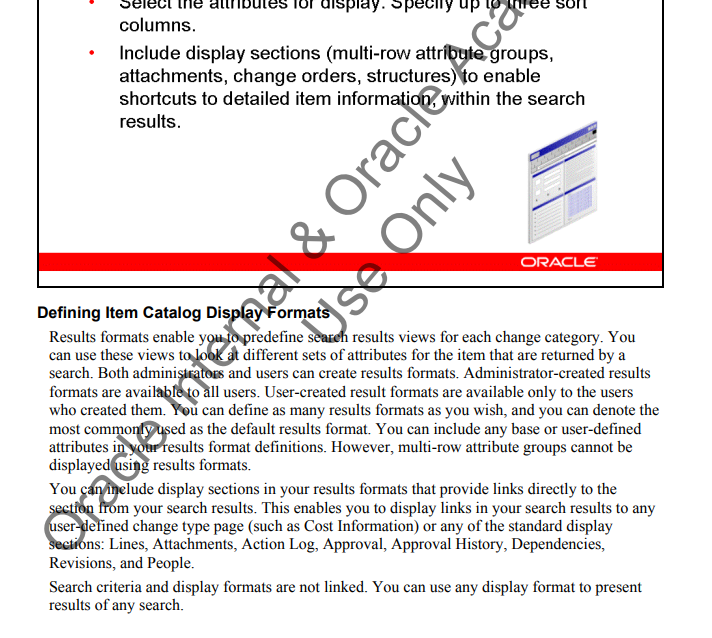 • Select the attributes for display. Specify up to three sort
columns.
• Include display sections (multi-row attribute groups,
attachments, change orders, structures) to enable
shortcuts to detailed item information, within the search
results.
ORACLE
Defining Item Catalog Display Formats
Results formats enable you to predefine search results views for each change category. You
can use these views to look at different sets of attributes for the item that are returned by a
search. Both administrators and users can create results formats. Administrator-created results
formats are available to all users. User-created result formats are available only to the users
who created them. You can define as many results formats as you wish, and you can denote the
most commonly used as the default results format. You can include any base or user-defined
attributes in your results format definitions. However, multi-row attribute groups cannot be
displayed using results formats.
You can include display sections in your results formats that provide links directly to the
section from your search results. This enables you to display links in your search results to any
user-defined change type page (such as Cost Information) or any of the standard display
sections: Lines, Attachments, Action Log, Approval, Approval History, Dependencies,
Revisions, and People.
Search criteria and display formats are not linked. You can use any display format to present
results of any search.
Oracle Internal & Oracle Aca
Use Only